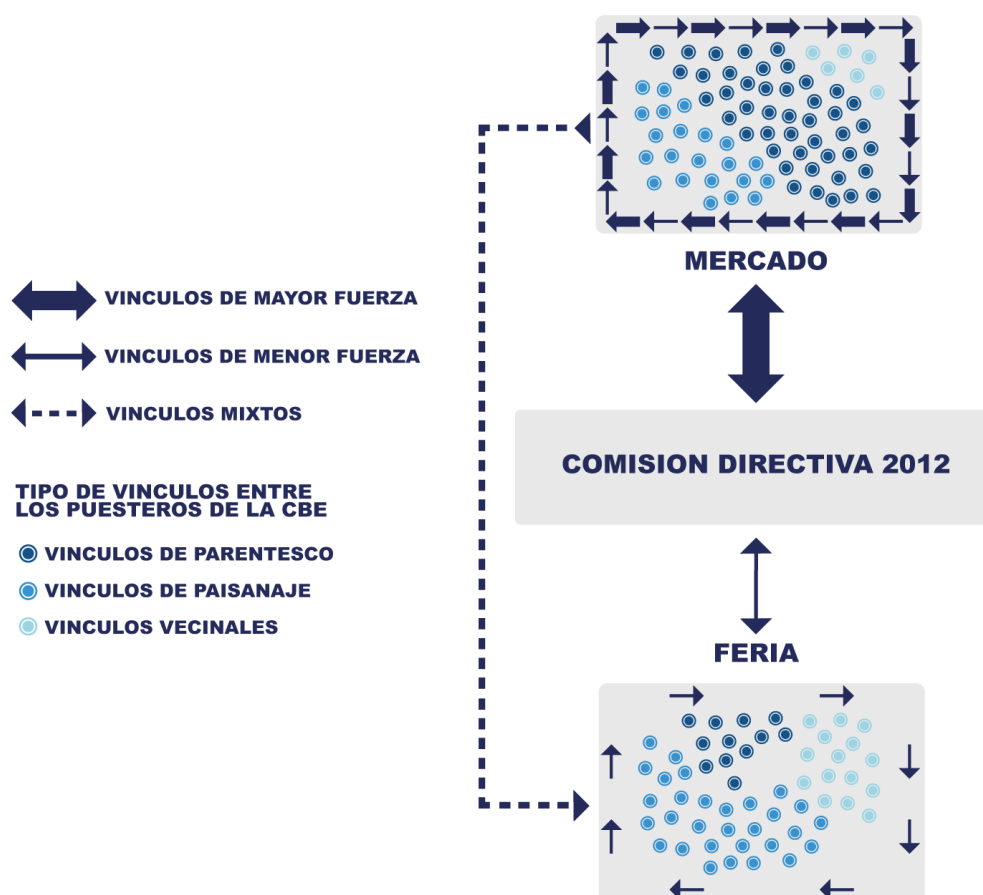 MERCADO
VINCULOS DE MAYOR FUERZA
VINCULOS DE MENOR FUERZA
VINCULOS MIXTOS
COMISION DIRECTIVA 2012
TIPO DE VINCULOS ENTRE
LOS PUESTEROS DE LA CBE
VINCULOS DE PARENTESCO
VINCULOS DE PAISANAJE
VINCULOS VECINALES
FERIA